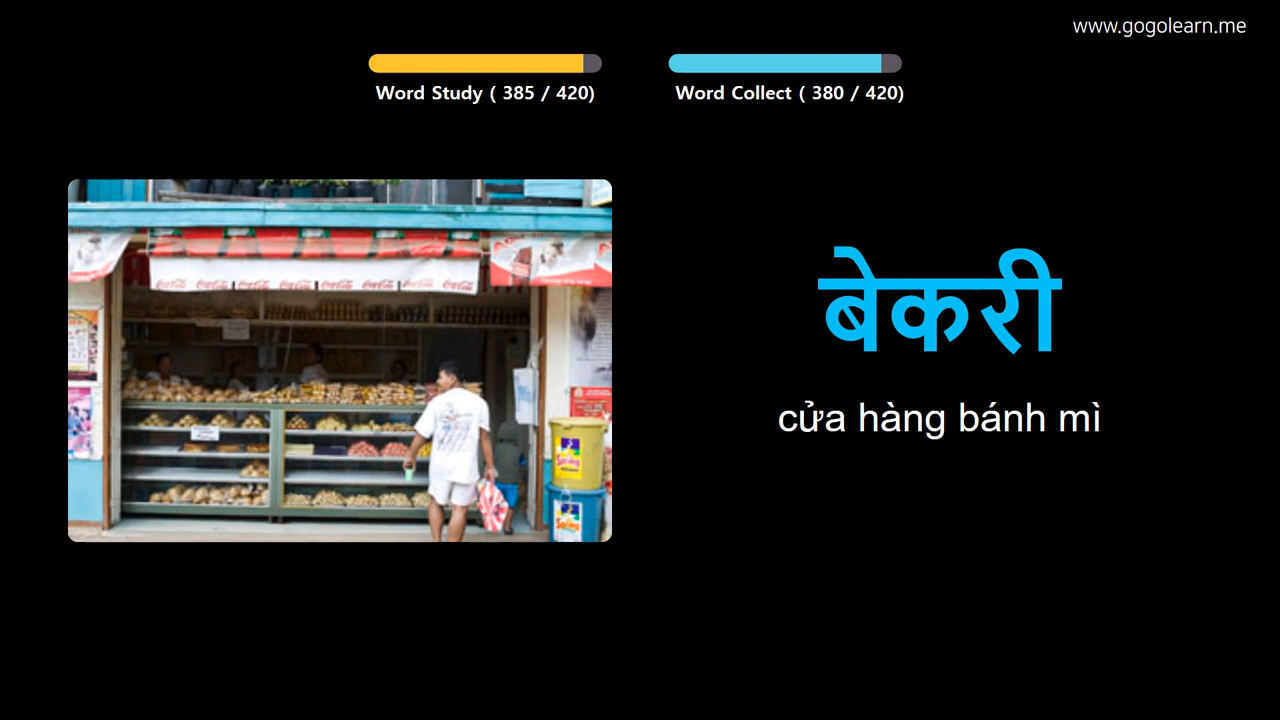 www.gogolearn.me
Word Study ( 385 / 420)
Word Collect ( 380 / 420)
बेकरी
cửa hàng bánh mì